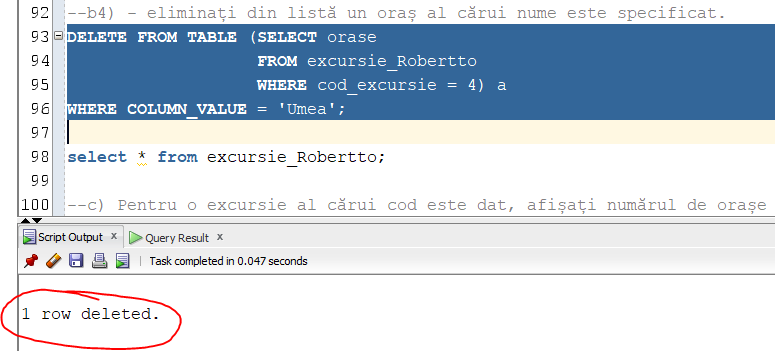 92 --b4) - eliminați din listă un oraș al cărui nume este specificat.
93 DELETE FROM TABLE (SELECT orase
94 FROM excursie_Robertto
95 WHERE cod_excursie = 4) a
96 WHERE COLUMN_VALUE = 'Umea';
97
98 select * from excursie_Robertto;
99
100 --c) Pentru o excursie al cărui cod este dat, afișați numărul de orașe
Script Output x Query Result x
Task completed in 0.047 seconds
1 row deleted.